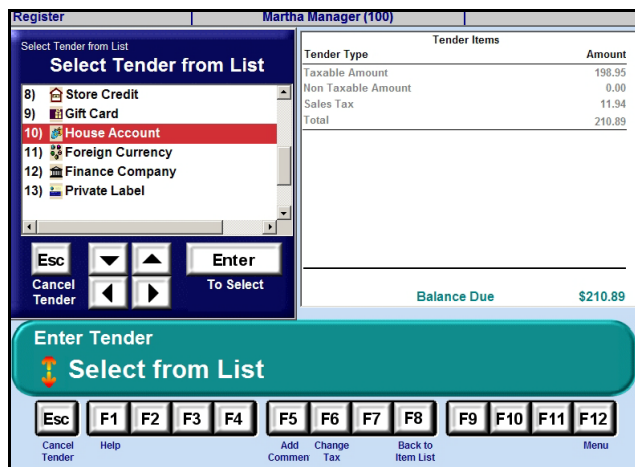 Register Martha Manager (100)
Select Tender from List
Select Tender from List
8) Store Credit
9) Gift Card
10) House Account
11) Foreign Currency
12) Finance Company
13) Private Label
Esc Enter
Cancel Tender To Select
Tender Items
Tender Type Amount
Taxable Amount 198.95
Non Taxable Amount 0.00
Sales Tax 11.94
Total 210.89
Balance Due $210.89
Enter Tender
Select from List
Esc F1 F2 F3 F4 F5 F6 F7 F8 F9 F10 F11 F12
Cancel Help Add Change Back to Menu
Tender Commen Tax Item List